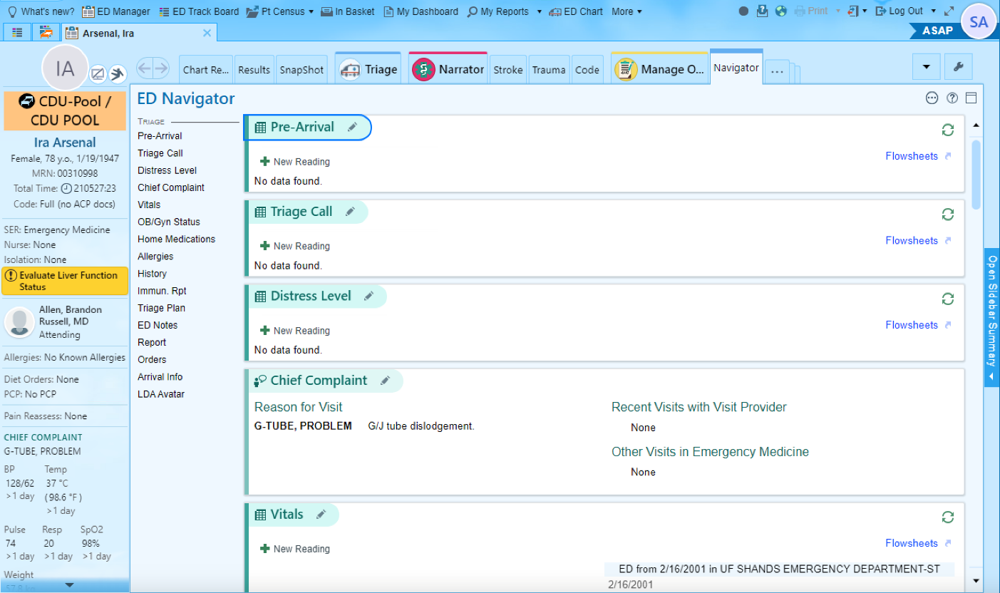 What's new? ED Manager ED Track Board Pt Census In Basket My Dashboard My Reports ED Chart More Print Log Out
SA
Arsenal, Ira
ASAP
IA
Chart Re... Results SnapShot Triage Narrator Stroke Trauma Code Manage O... Navigator ...
CDU-Pool /
CDU POOL
Ira Arsenal
Female, 78 y.o., 1/19/1947
MRN: 00310998
Total Time: 210527:23
Code: Full (no ACP docs)
SER: Emergency Medicine
Nurse: None
Isolation: None
Evaluate Liver Function
Status
Allen, Brandon
Russell, MD
Attending
Allergies: No Known Allergies
Diet Orders: None
PCP: No PCP
Pain Reassess: None
CHIEF COMPLAINT
G-TUBE, PROBLEM
BP Temp
128/62 37 °C
>1 day (98.6 °F)
>1 day
Pulse Resp SpO2
74 20 98%
>1 day >1 day >1 day
Weight
57.8 kg
ED Navigator
TRIAGE
Pre-Arrival
Triage Call
Distress Level
Chief Complaint
Vitals
OB/Gyn Status
Home Medications
Allergies
History
Immun. Rpt
Triage Plan
ED Notes
Report
Orders
Arrival Info
LDA Avatar
Pre-Arrival
Flowsheets
New Reading
No data found.
Triage Call
Flowsheets
New Reading
No data found.
Distress Level
Flowsheets
New Reading
No data found.
Chief Complaint
Reason for Visit
G-TUBE, PROBLEM G/J tube dislodgement.
Recent Visits with Visit Provider
None
Other Visits in Emergency Medicine
None
Vitals
Flowsheets
New Reading
ED from 2/16/2001 in UF SHANDS EMERGENCY DEPARTMENT-ST
2/16/2001
Open Sidebar Summary